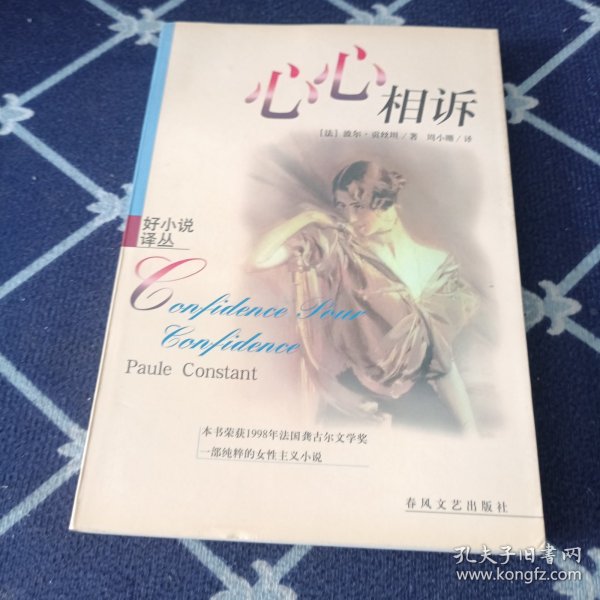 心心
相诉
[法] 波尔·贡经坦/著 周小珊/译
好小说
译丛
Confidence Pour
Confidence
Paule Constant
本书荣获1998年法国龚古尔文学奖
一部纯粹的女性主义小说
春风文艺出版社
孔夫子旧书网
www.kongfz.com